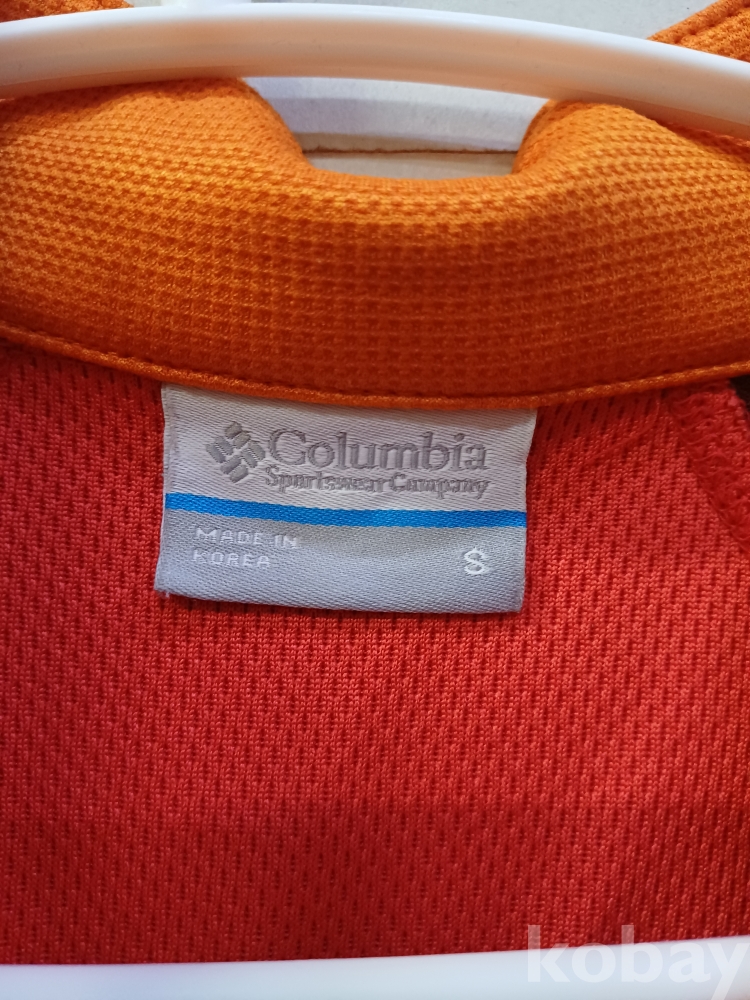 Columbia
Sportswear Company
MADE IN
KOREA
S
kobay